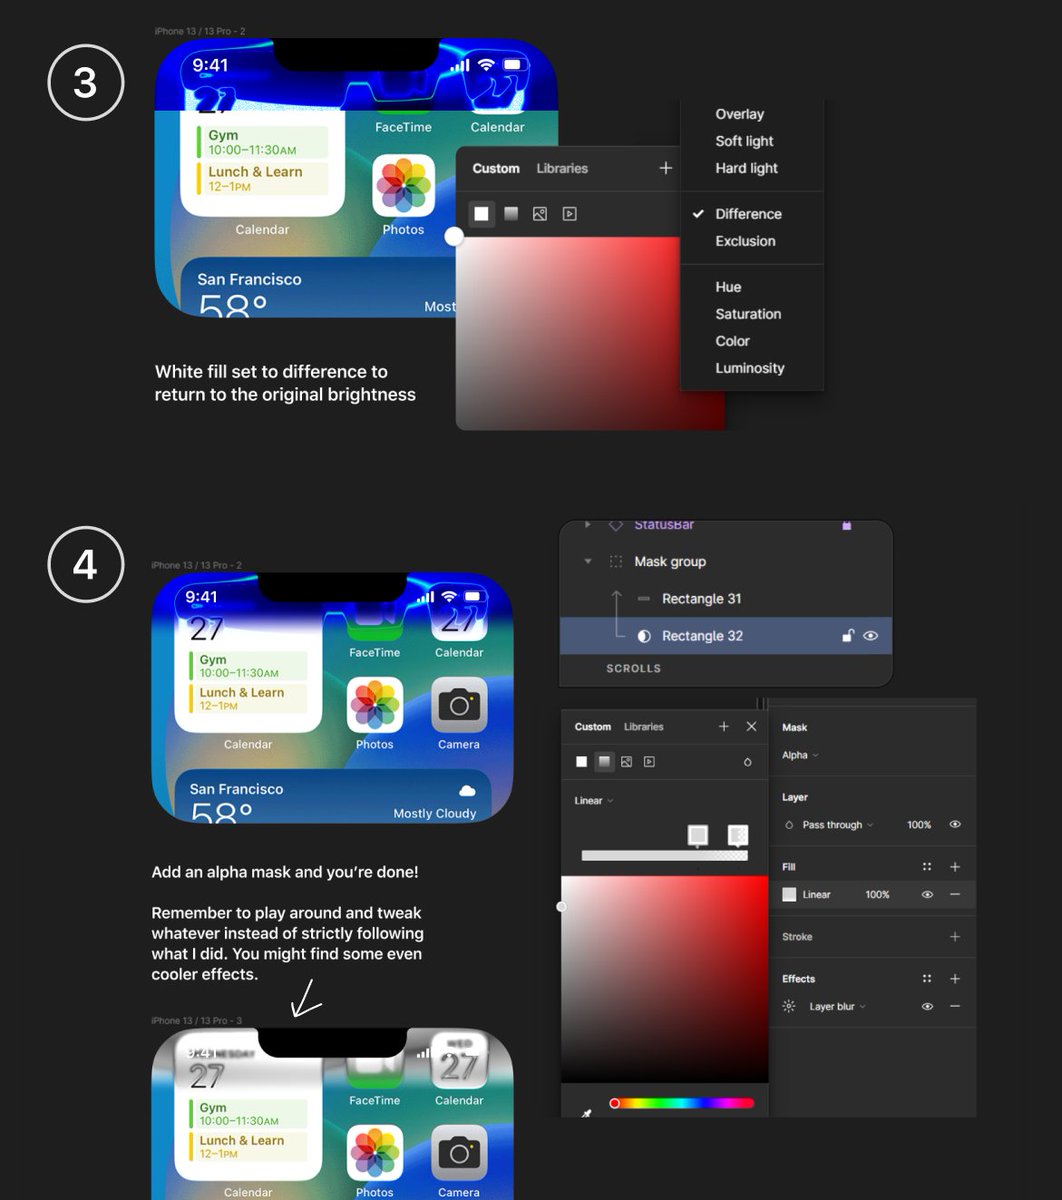 iPhone 13 / 13 Pro - 2
3
9:41
27
Gym
10:00–11:30AM
Lunch & Learn
12–1PM
Calendar
FaceTime
Calendar
Photos
San Francisco
58°
Most
Custom
Libraries
Overlay
Soft light
Hard light
Difference
Exclusion
Hue
Saturation
Color
Luminosity
White fill set to difference to
return to the original brightness
4
iPhone 13 / 13 Pro - 2
9:41
27
Gym
10:00–11:30AM
Lunch & Learn
12–1PM
Calendar
27
FaceTime
Calendar
Photos
Camera
San Francisco
58°
Mostly Cloudy
StatusBar
Mask group
Rectangle 31
Rectangle 32
SCROLLS
Custom
Libraries
Linear
Mask
Alpha
Layer
Pass through
100%
Fill
Linear
100%
Stroke
Effects
Layer blur
Add an alpha mask and you're done!
Remember to play around and tweak
whatever instead of strictly following
what I did. You might find some even
cooler effects.
iPhone 13 / 13 Pro - 3
9:41
27
Gym
10:00–11:30AM
Lunch & Learn
12–1PM
Calendar
WED
27
FaceTime
Calendar
Photos
Camera